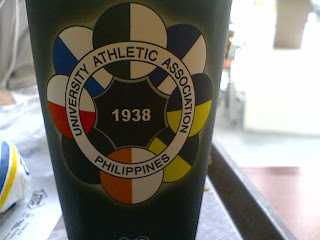 UNIVERSITY ATHLETIC ASSOCIATION
1938
PHILIPPINES